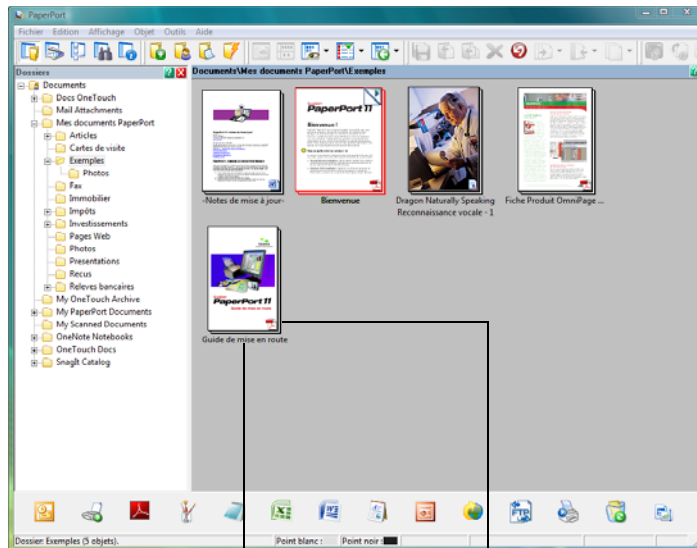 PaperPort
Fichier Edition Affichage Objet Outils Aide
Dossiers
Documents\Mes documents PaperPort\Exemples
Documents
Docs OneTouch
Mail Attachments
Mes documents PaperPort
Articles
Cartes de visite
Exemples
Photos
Fax
Immobilier
Impôts
Investissements
Pages Web
Photos
Presentations
Recus
Releves bancaires
My OneTouch Archive
My PaperPort Documents
My Scanned Documents
OneNote Notebooks
OneTouch Docs
SnagIt Catalog
PaperPort 11
Bienvenue !
-Notes de mise à jour-
Bienvenue
Dragon Naturally Speaking
Reconnaissance vocale - 1
Fiche Produit OmniPage ...
PaperPort 11
Guide de mise en route
Guide de mise en route
FTP
Dossier: Exemples (5 objets).
Point blanc :
Point noir :